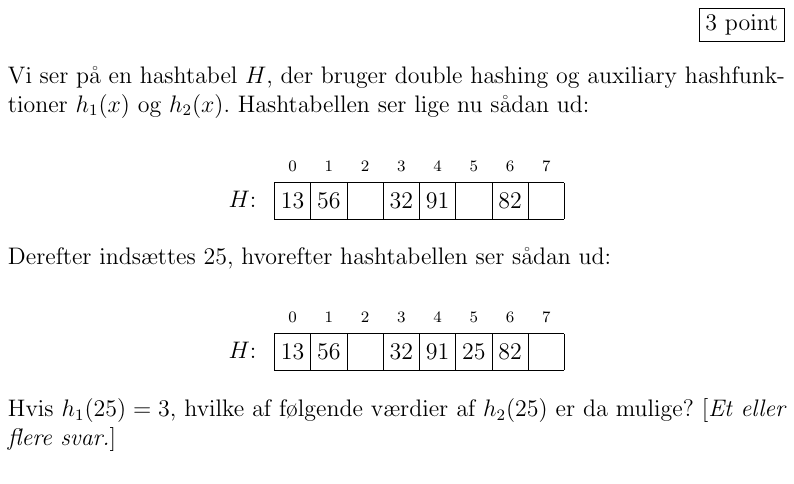 3 point
Vi ser på en hashtabel H, der bruger double hashing og auxiliary hashfunk-
tioner h₁(x) og h₂(x). Hashtabellen ser lige nu sådan ud:
0 1 2 3 4 5 6 7
H: 13 56 32 91 82
Derefter indsættes 25, hvorefter hashtabellen ser sådan ud:
0 1 2 3 4 5 6 7
H: 13 56 32 91 25 82
Hvis h₁(25) = 3, hvilke af følgende værdier af h₂(25) er da mulige? [Et eller
flere svar.]